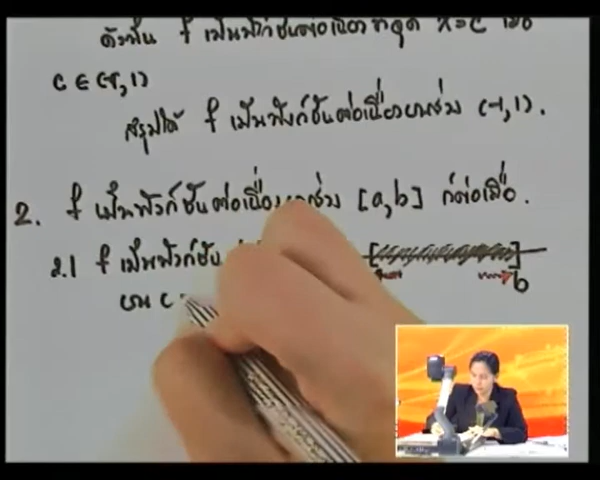 ดังนั้น f เป็นฟังก์ชันต่อเนื่องที่จุด x=c เมื่อ
c ∈ (-1,1)
สรุปได้ f เป็นฟังก์ชันต่อเนื่องบนช่วง (-1,1).
2. f เป็นฟังก์ชันต่อเนื่องบนช่วง [a,b] ก็ต่อเมื่อ.
2.1 f เป็นฟังก์ชัน
b
บน (